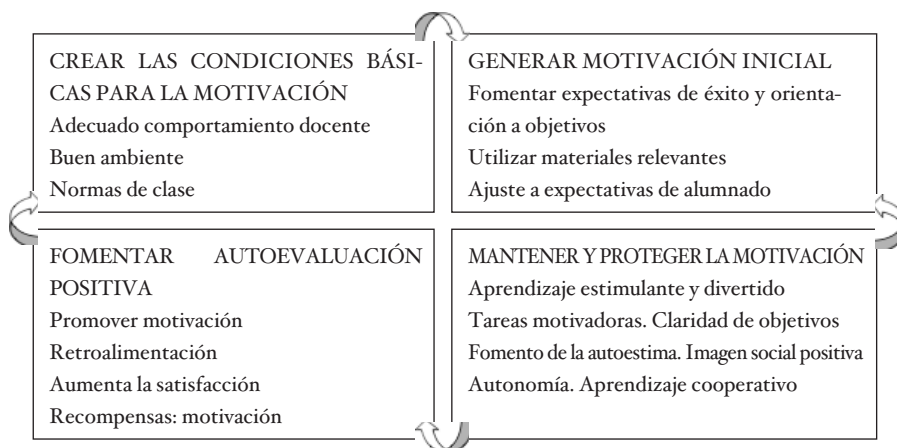 CREAR LAS CONDICIONES BÁSI-
CAS PARA LA MOTIVACIÓN
Adecuado comportamiento docente
Buen ambiente
Normas de clase
GENERAR MOTIVACIÓN INICIAL
Fomentar expectativas de éxito y orienta-
ción a objetivos
Utilizar materiales relevantes
Ajuste a expectativas de alumnado
FOMENTAR AUTOEVALUACIÓN
POSITIVA
Promover motivación
Retroalimentación
Aumenta la satisfacción
Recompensas: motivación
MANTENER Y PROTEGER LA MOTIVACIÓN
Aprendizaje estimulante y divertido
Tareas motivadoras. Claridad de objetivos
Fomento de la autoestima. Imagen social positiva
Autonomía. Aprendizaje cooperativo